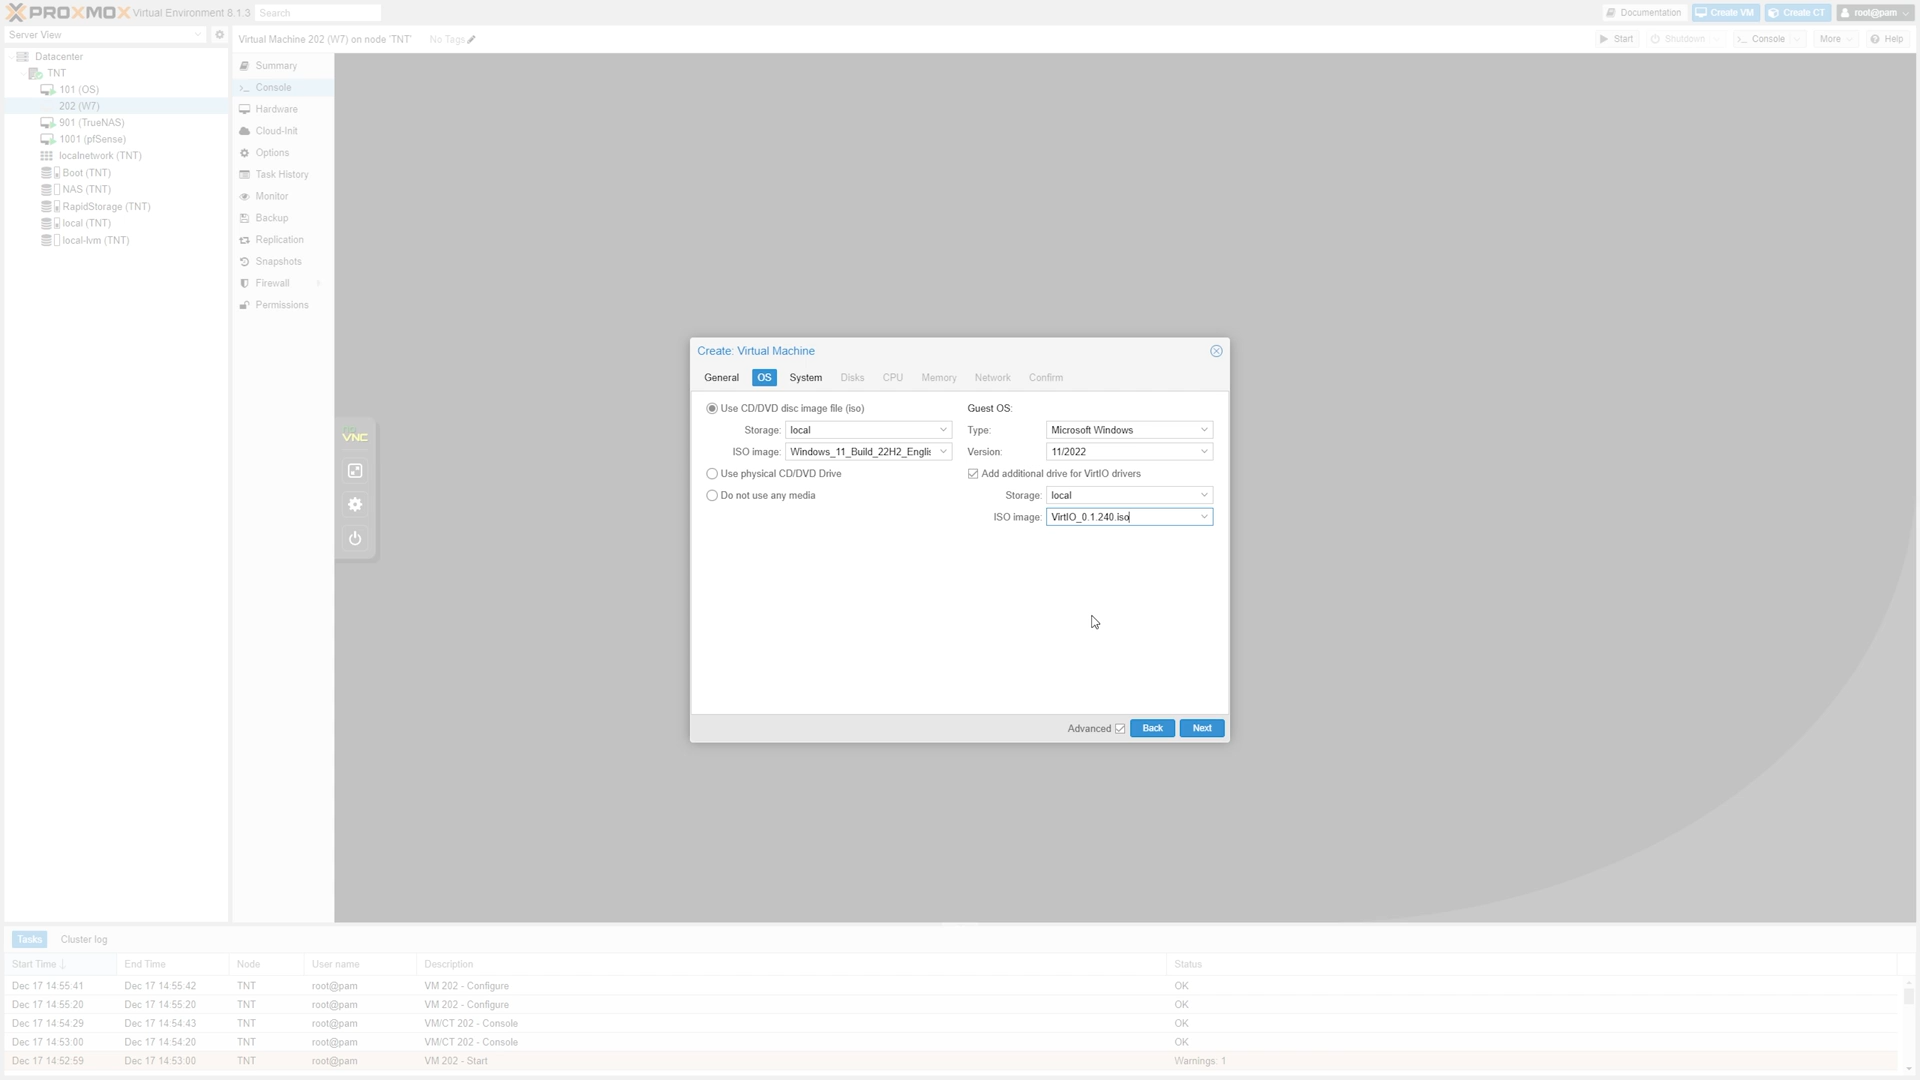 PROXMOX Virtual Environment 8.1.3 Search Documentation Create VM Create CT root@pam
Server View
Virtual Machine 202 (W7) on node 'TNT' No Tags Start Shutdown Console More Help
Datacenter
TNT
101 (OS)
202 (W7)
901 (TrueNAS)
1001 (pfSense)
localnetwork (TNT)
Boot (TNT)
NAS (TNT)
RapidStorage (TNT)
local (TNT)
local-lvm (TNT)
Summary
Console
Hardware
Cloud-Init
Options
Task History
Monitor
Backup
Replication
Snapshots
Firewall
Permissions
noVNC
Create: Virtual Machine
General OS System Disks CPU Memory Network Confirm
Use CD/DVD disc image file (iso)
Storage: local
ISO image: Windows_11_Build_22H2_Englis
Use physical CD/DVD Drive
Do not use any media
Guest OS:
Type: Microsoft Windows
Version: 11/2022
Add additional drive for VirtIO drivers
Storage: local
ISO image: VirtIO_0.1.240.iso
Advanced Back Next
Tasks Cluster log
Start Time End Time Node User name Description Status
Dec 17 14:55:41 Dec 17 14:55:42 TNT root@pam VM 202 - Configure OK
Dec 17 14:55:20 Dec 17 14:55:20 TNT root@pam VM 202 - Configure OK
Dec 17 14:54:29 Dec 17 14:54:43 TNT root@pam VM/CT 202 - Console OK
Dec 17 14:53:00 Dec 17 14:54:20 TNT root@pam VM/CT 202 - Console OK
Dec 17 14:52:59 Dec 17 14:53:00 TNT root@pam VM 202 - Start Warnings: 1